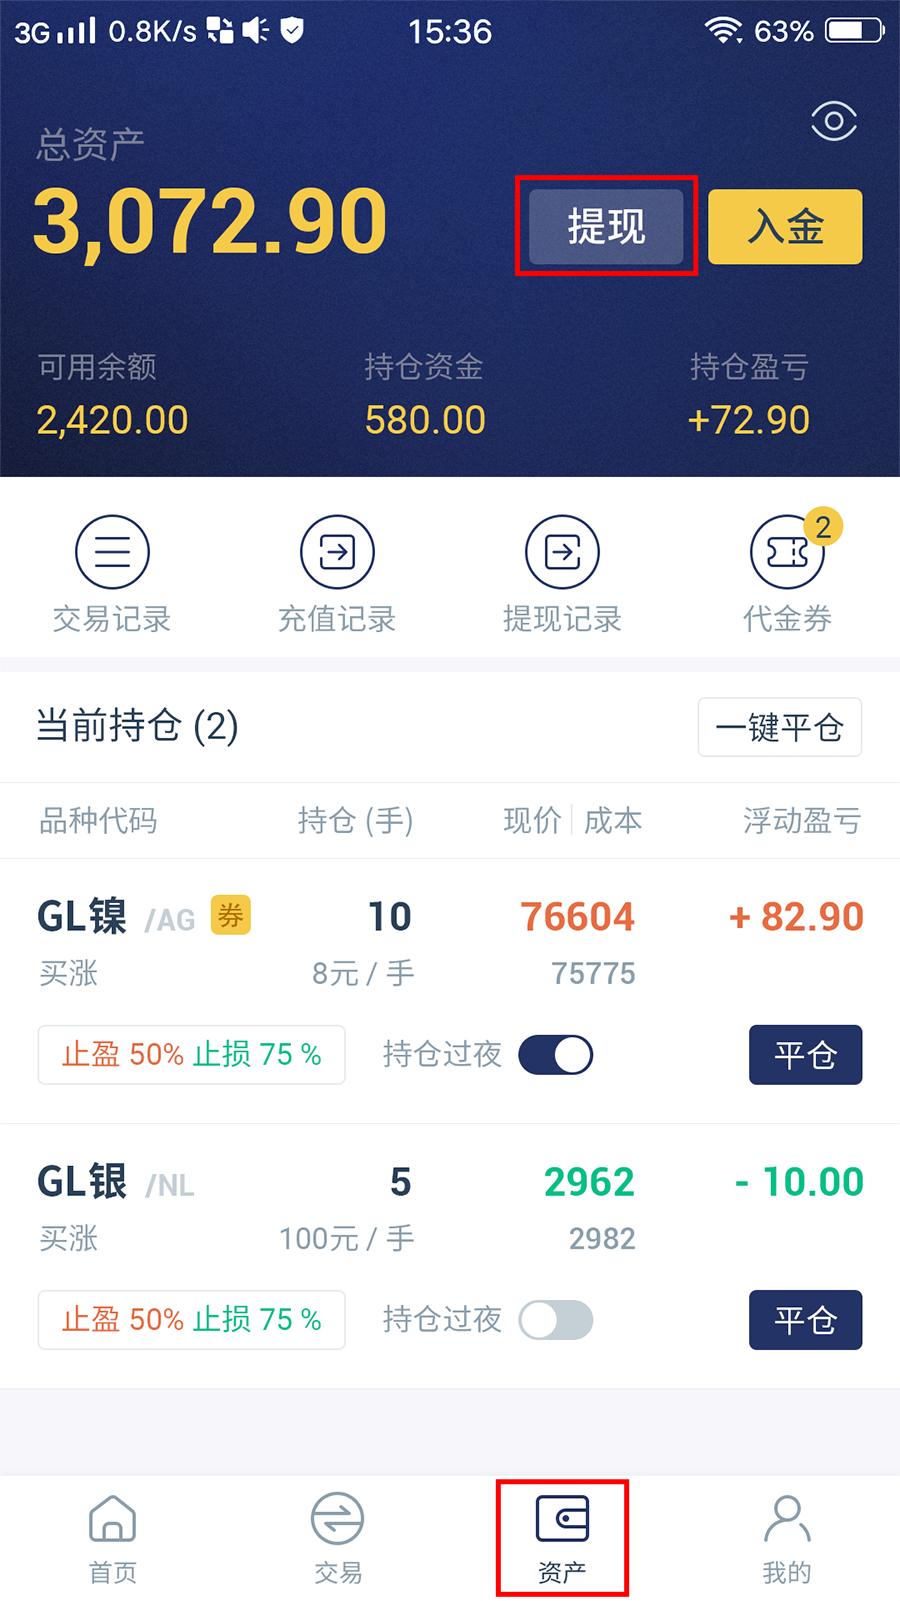 3G 0.8K/s 15:36 63%
总资产
3,072.90 提现 入金
可用余额 持仓资金 持仓盈亏
2,420.00 580.00 +72.90
2
交易记录 充值记录 提现记录 代金券
当前持仓 (2) 一键平仓
品种代码 持仓 (手) 现价 成本 浮动盈亏
GL镍 /AG 券 10 76604 + 82.90
买涨 8元 / 手 75775
止盈 50% 止损 75 % 持仓过夜 平仓
GL银 /NL 5 2962 - 10.00
买涨 100元 / 手 2982
止盈 50% 止损 75 % 持仓过夜 平仓
首页 交易 资产 我的